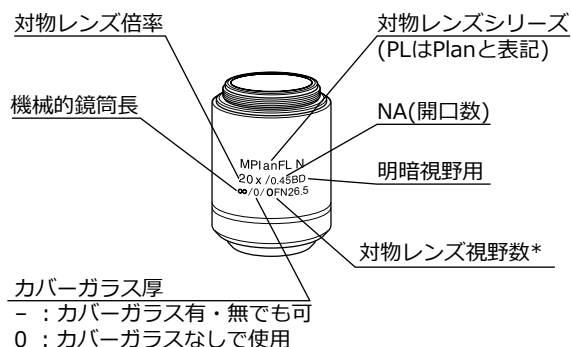 対物レンズ倍率
対物レンズシリーズ
(PLはPlanと表記)
機械的鏡筒長
NA(開口数)
MPlanFL N
20x/0.45BD
∞/0/OFN26.5
明暗視野用
対物レンズ視野数*
カバーガラス厚
− :カバーガラス有・無でも可
0 :カバーガラスなしで使用